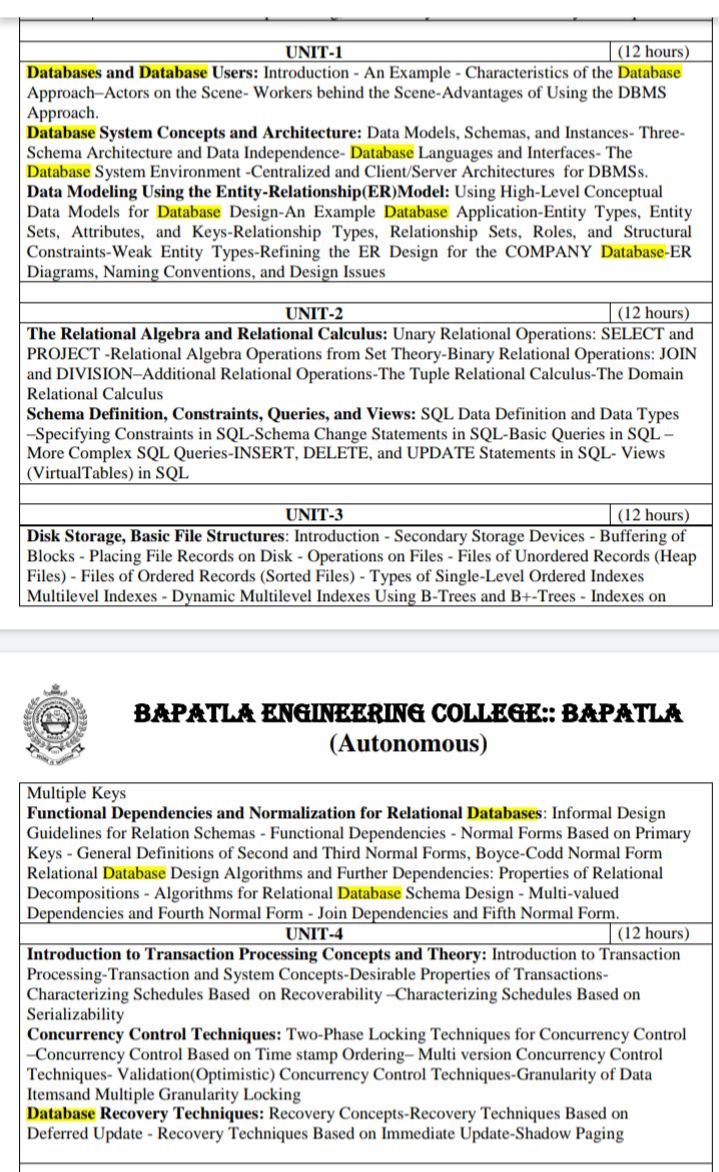 UNIT-1 (12 hours)
Databases and Database Users: Introduction - An Example - Characteristics of the Database
Approach–Actors on the Scene- Workers behind the Scene-Advantages of Using the DBMS
Approach.
Database System Concepts and Architecture: Data Models, Schemas, and Instances- Three-
Schema Architecture and Data Independence- Database Languages and Interfaces- The
Database System Environment -Centralized and Client/Server Architectures for DBMSs.
Data Modeling Using the Entity-Relationship(ER)Model: Using High-Level Conceptual
Data Models for Database Design-An Example Database Application-Entity Types, Entity
Sets, Attributes, and Keys-Relationship Types, Relationship Sets, Roles, and Structural
Constraints-Weak Entity Types-Refining the ER Design for the COMPANY Database-ER
Diagrams, Naming Conventions, and Design Issues
UNIT-2 (12 hours)
The Relational Algebra and Relational Calculus: Unary Relational Operations: SELECT and
PROJECT -Relational Algebra Operations from Set Theory-Binary Relational Operations: JOIN
and DIVISION–Additional Relational Operations-The Tuple Relational Calculus-The Domain
Relational Calculus
Schema Definition, Constraints, Queries, and Views: SQL Data Definition and Data Types
–Specifying Constraints in SQL-Schema Change Statements in SQL-Basic Queries in SQL –
More Complex SQL Queries-INSERT, DELETE, and UPDATE Statements in SQL- Views
(VirtualTables) in SQL
UNIT-3 (12 hours)
Disk Storage, Basic File Structures: Introduction - Secondary Storage Devices - Buffering of
Blocks - Placing File Records on Disk - Operations on Files - Files of Unordered Records (Heap
Files) - Files of Ordered Records (Sorted Files) - Types of Single-Level Ordered Indexes
Multilevel Indexes - Dynamic Multilevel Indexes Using B-Trees and B+-Trees - Indexes on
BAPATLA ENGINEERING COLLEGE:: BAPATLA
(Autonomous)
Multiple Keys
Functional Dependencies and Normalization for Relational Databases: Informal Design
Guidelines for Relation Schemas - Functional Dependencies - Normal Forms Based on Primary
Keys - General Definitions of Second and Third Normal Forms, Boyce-Codd Normal Form
Relational Database Design Algorithms and Further Dependencies: Properties of Relational
Decompositions - Algorithms for Relational Database Schema Design - Multi-valued
Dependencies and Fourth Normal Form - Join Dependencies and Fifth Normal Form.
UNIT-4 (12 hours)
Introduction to Transaction Processing Concepts and Theory: Introduction to Transaction
Processing-Transaction and System Concepts-Desirable Properties of Transactions-
Characterizing Schedules Based on Recoverability –Characterizing Schedules Based on
Serializability
Concurrency Control Techniques: Two-Phase Locking Techniques for Concurrency Control
–Concurrency Control Based on Time stamp Ordering– Multi version Concurrency Control
Techniques- Validation(Optimistic) Concurrency Control Techniques-Granularity of Data
Itemsand Multiple Granularity Locking
Database Recovery Techniques: Recovery Concepts-Recovery Techniques Based on
Deferred Update - Recovery Techniques Based on Immediate Update-Shadow Paging